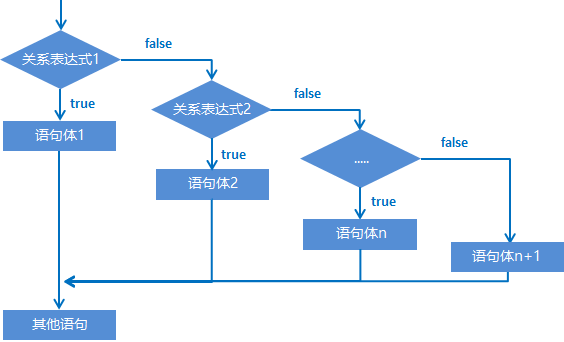 关系表达式1
false
true
关系表达式2
false
语句体1
true
.....
false
语句体2
true
语句体n
语句体n+1
其他语句